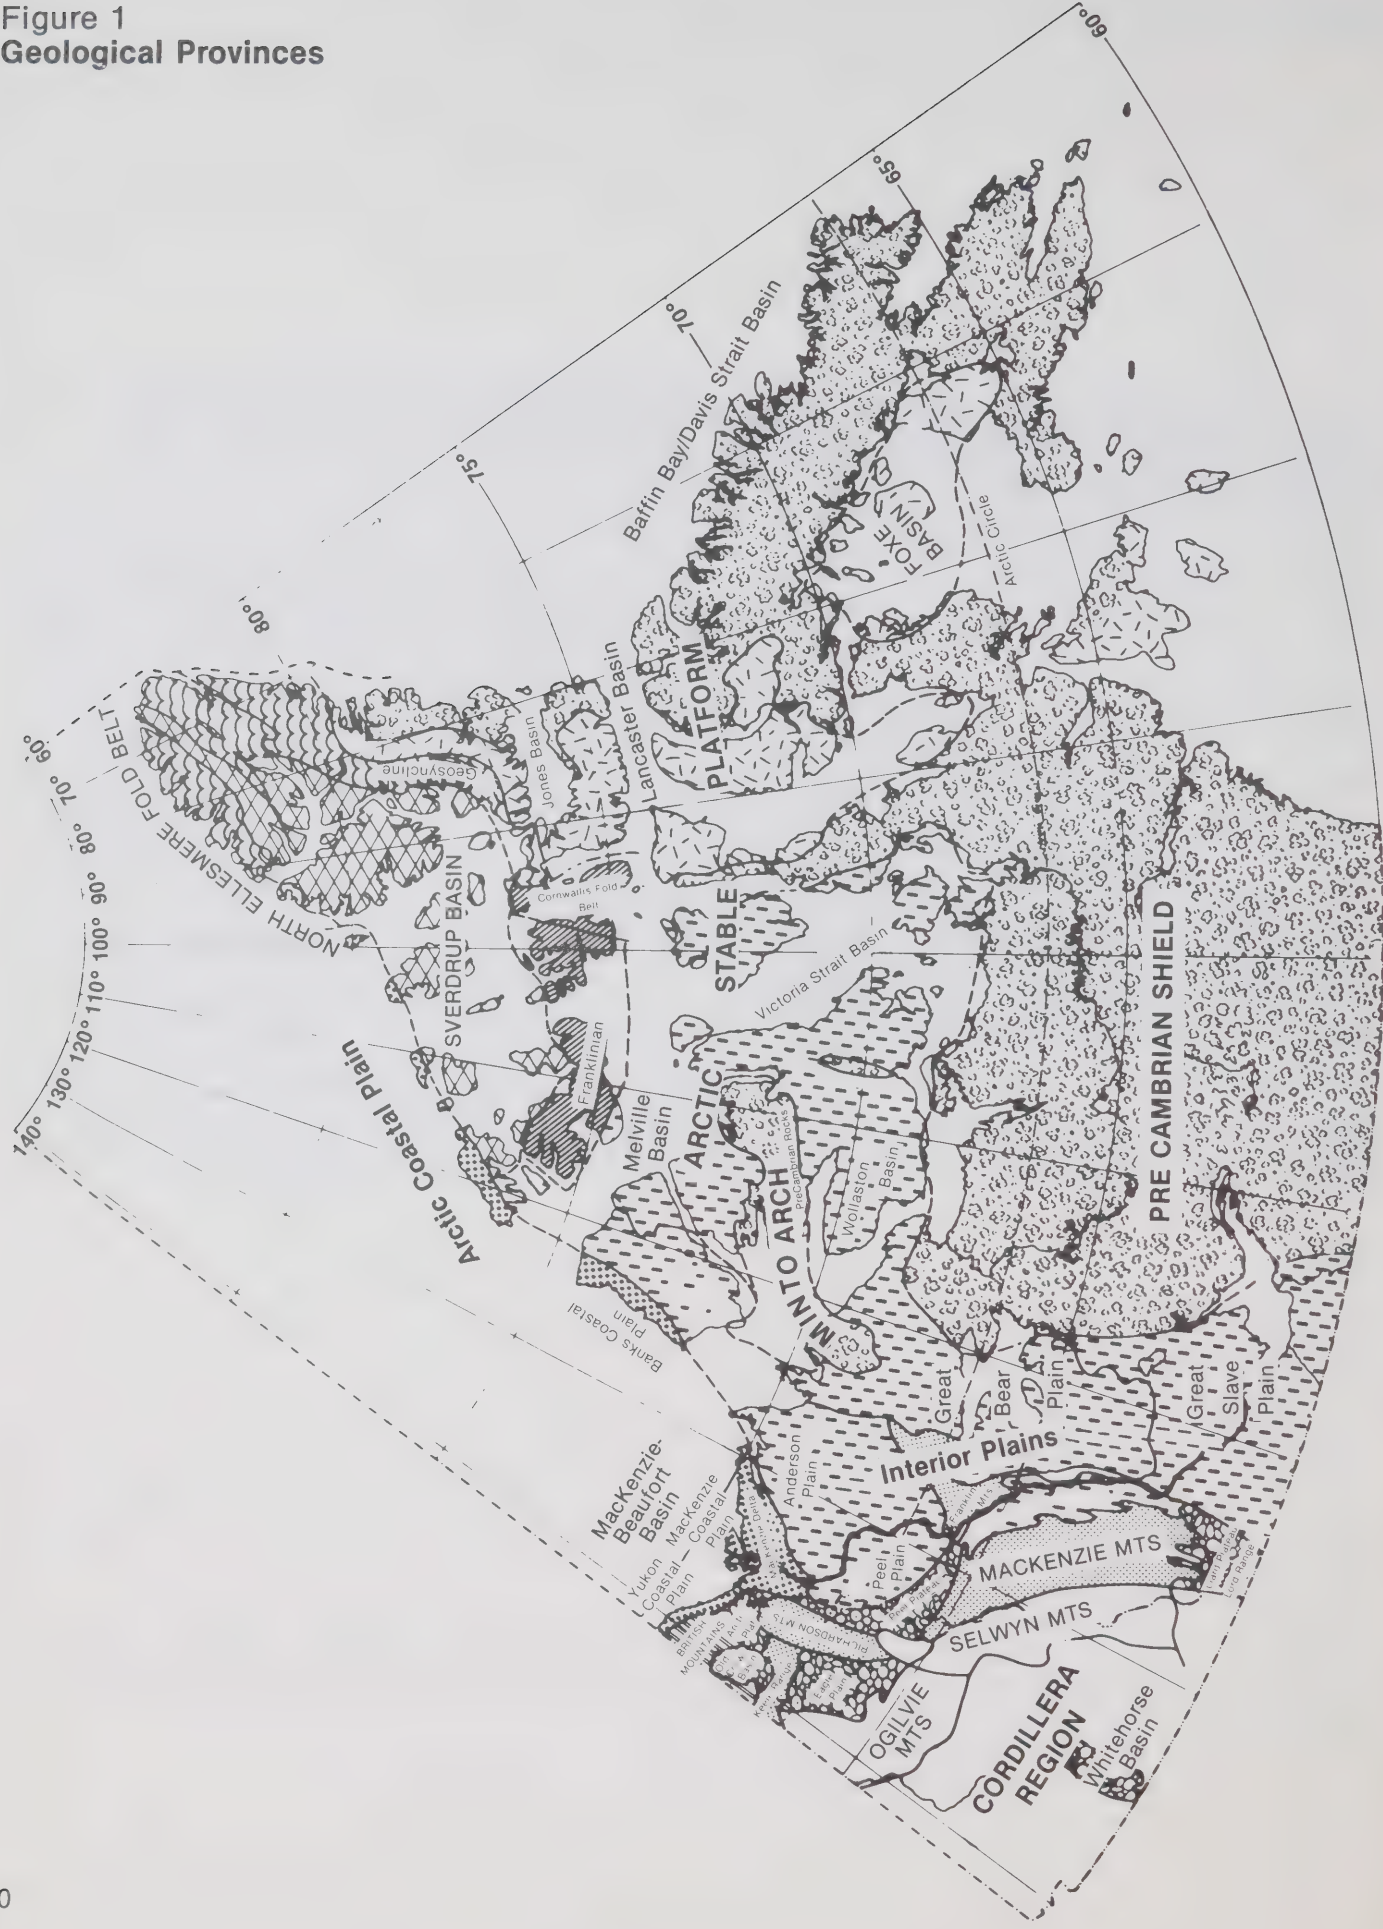 Figure 1
Geological Provinces
60°
65°
70°
75°
80°
60°
70°
80°
90°
100°
110°
120°
130°
140°
Baffin Bay/Davis Strait Basin
FOXE
BASIN
Arctic Circle
NORTH ELLESMERE FOLD BELT
Geosyncline
Jones Basin
Lancaster Basin
PLATFORM
SVERDRUP BASIN
Cornwallis Fold
Belt
STABLE
Victoria Strait Basin
PRE CAMBRIAN SHIELD
Arctic Coastal Plain
Franklinian
Melville
Basin
ARCTIC
MINTO ARCH
PreCambrian Rocks
Wollaston
Basin
Banks Coastal
Plain
Great
Bear
Plain
Great
Slave
Plain
Interior Plains
Anderson
Plain
MacKenzie-
Beaufort
Basin
MacKenzie
Coastal
Plain
Yukon
Coastal
Plain
Peel
Plain
Peel Plateau
Franklin
Mts
MACKENZIE MTS
SELWYN MTS
RICHARDSON MTS
BRITISH
MOUNTAINS
Eagle
Plain
OGILVIE
MTS
CORDILLERA
REGION
Whitehorse
Basin
Liard Plateau
0